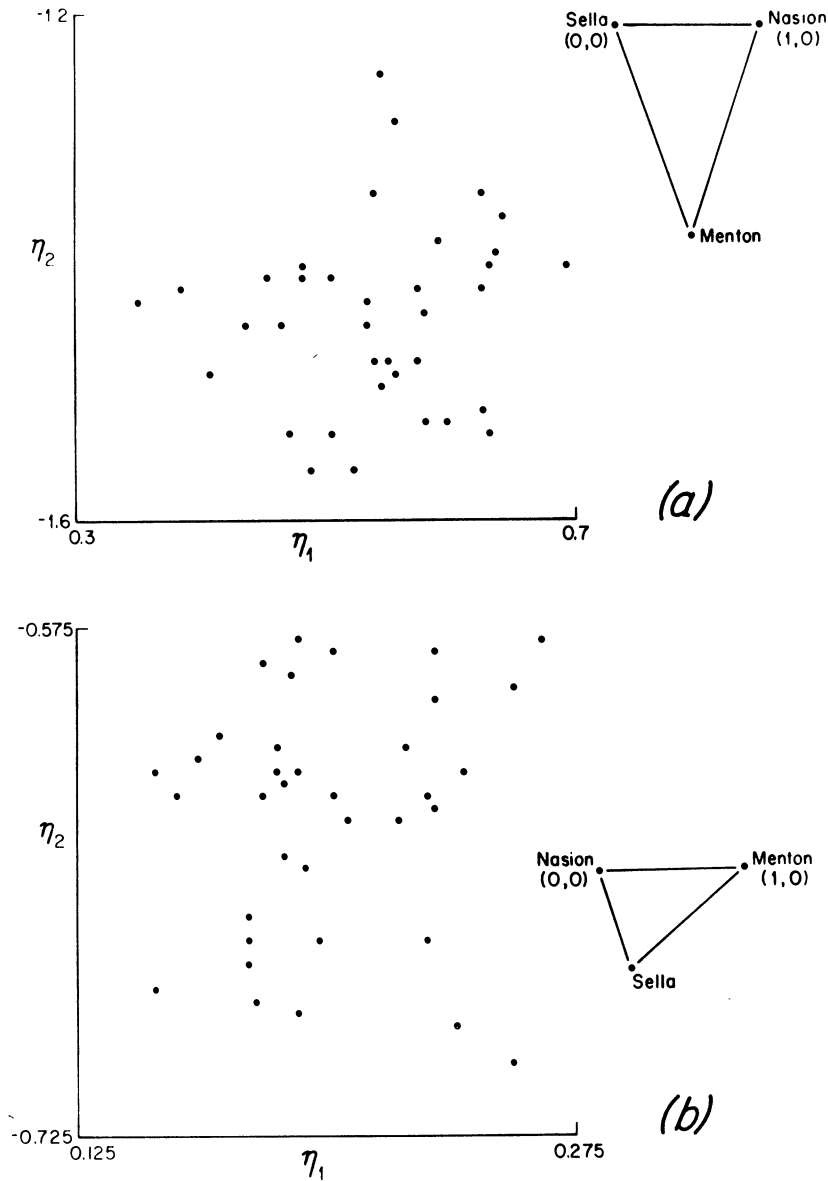 -1.2
Sella
(0,0)
Nasion
(1,0)
η2
Menton
-1.6
0.3
η1
0.7
(a)
-0.575
η2
Nasion
(0,0)
Menton
(1,0)
Sella
(b)
-0.725
0.125
η1
0.275